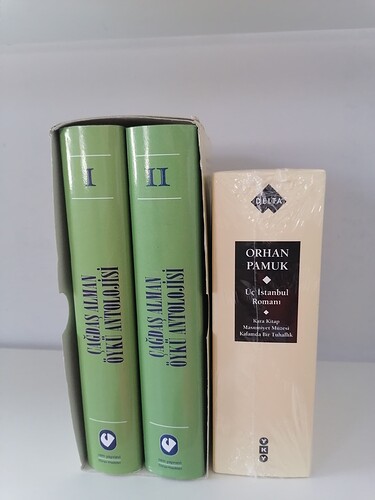 I
ÇAĞDAŞ ALMAN
ÖYKÜ ANTOLOJİSİ
II
ÇAĞDAŞ ALMAN
ÖYKÜ ANTOLOJİSİ
DELTA
ORHAN
PAMUK
Üç İstanbul
Romanı
Kara Kitap
Masumiyet Müzesi
Kafamda Bir Tuhaflık
YKY